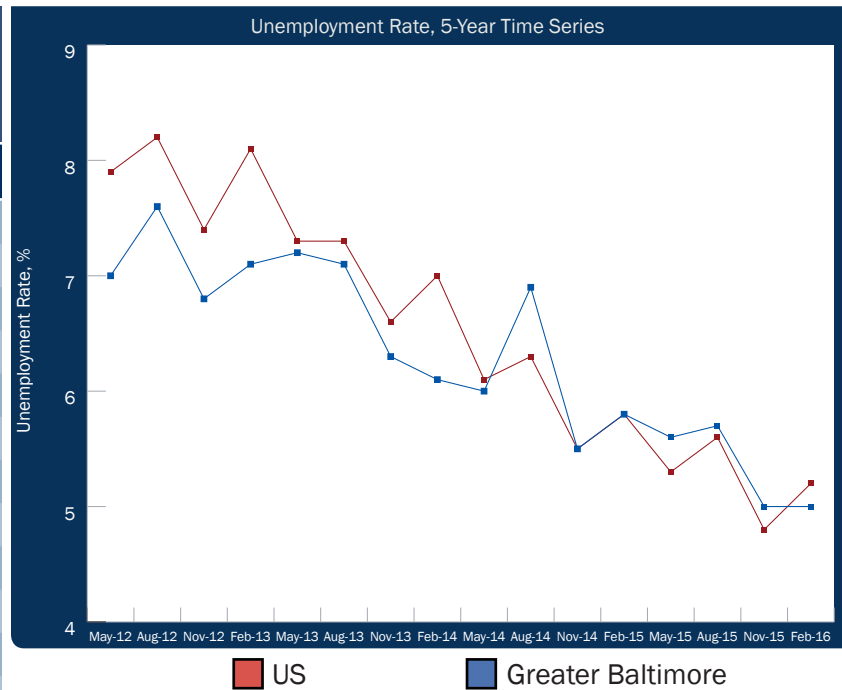 Unemployment Rate, 5-Year Time Series
Unemployment Rate, %
9
8
7
6
5
4
May-12 Aug-12 Nov-12 Feb-13 May-13 Aug-13 Nov-13 Feb-14 May-14 Aug-14 Nov-14 Feb-15 May-15 Aug-15 Nov-15 Feb-16
US Greater Baltimore